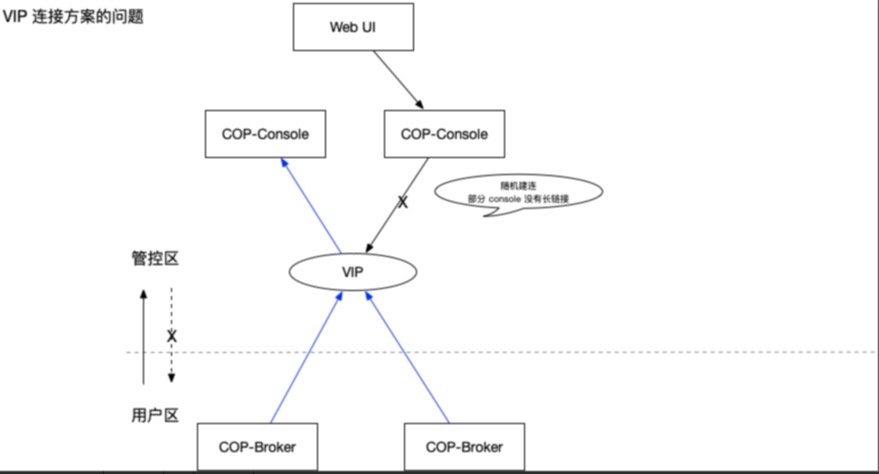 VIP 连接方案的问题
Web UI
COP-Console
COP-Console
X
随机建连
部分 console 没有长链接
管控区
VIP
X
用户区
COP-Broker
COP-Broker